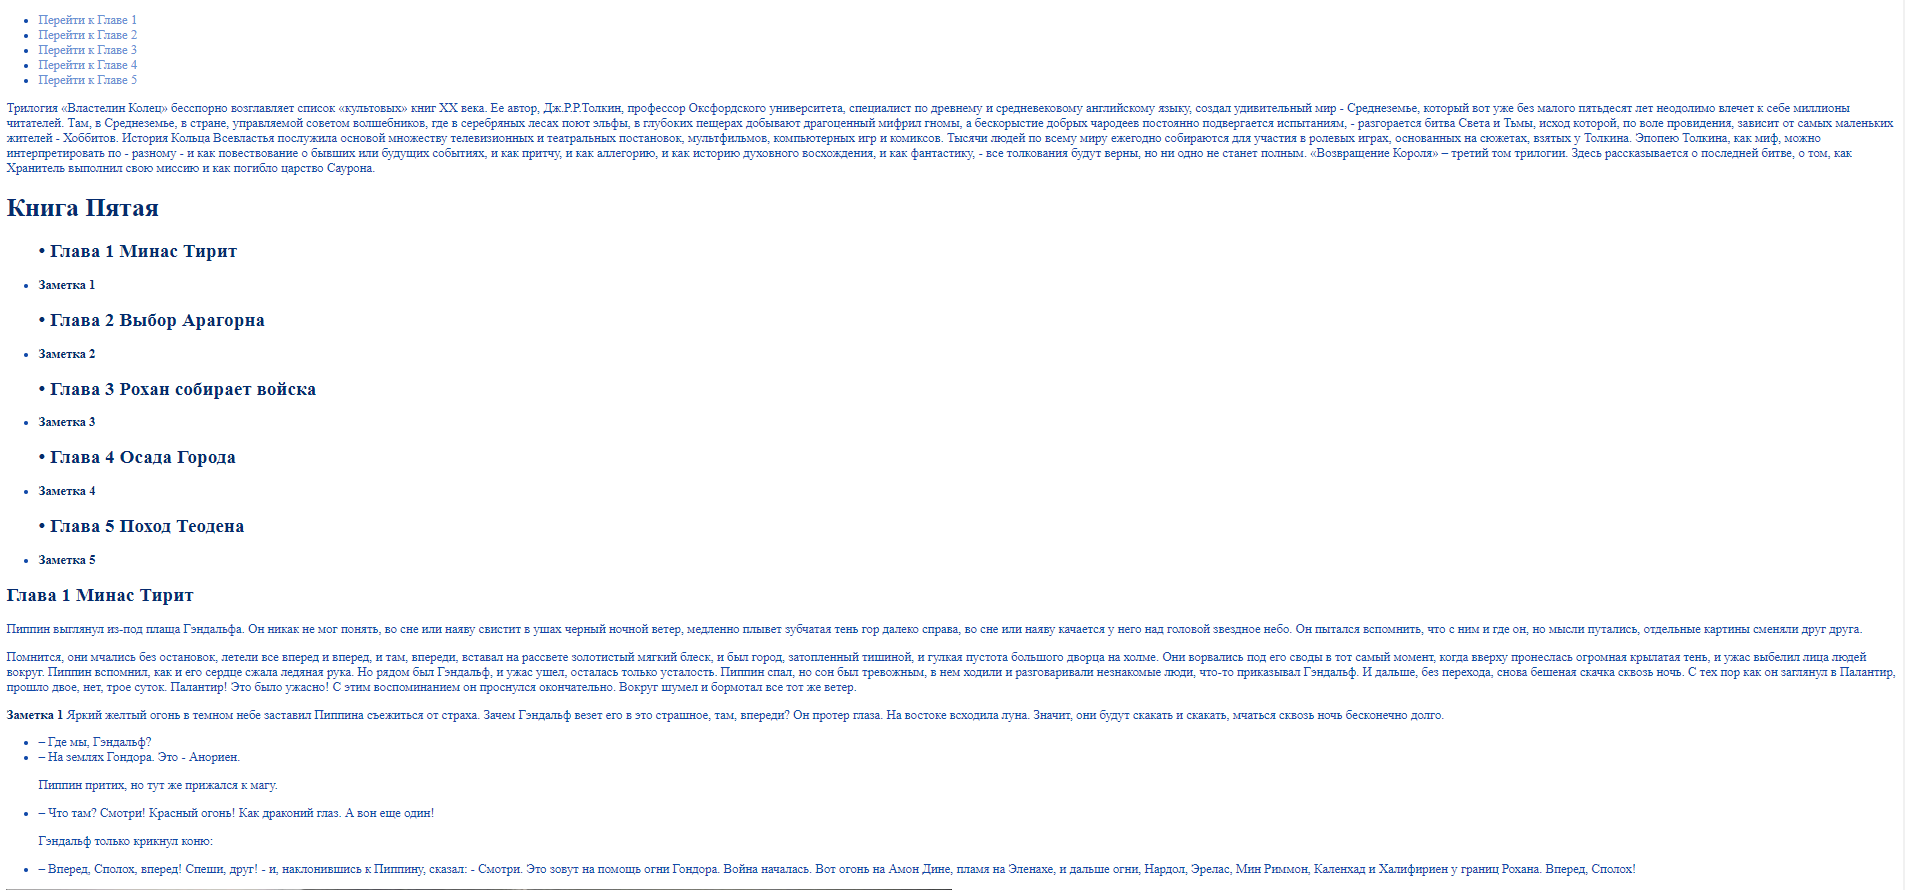 • Перейти к Главе 1
• Перейти к Главе 2
• Перейти к Главе 3
• Перейти к Главе 4
• Перейти к Главе 5
Трилогия «Властелин Колец» бесспорно возглавляет список «культовых» книг XX века. Ее автор, Дж.Р.Р.Толкин, профессор Оксфордского университета, специалист по древнему и средневековому английскому языку, создал удивительный мир - Среднеземье, который вот уже без малого пятьдесят лет неодолимо влечет к себе миллионы
читателей. Там, в Среднеземье, в стране, управляемой советом волшебников, где в серебряных лесах поют эльфы, в глубоких пещерах добывают драгоценный мифрил гномы, а бескорыстие добрых чародеев постоянно подвергается испытаниям, - разгорается битва Света и Тьмы, исход которой, по воле провидения, зависит от самых маленьких
жителей - Хоббитов. История Кольца Всевластья послужила основой множеству телевизионных и театральных постановок, мультфильмов, компьютерных игр и комиксов. Тысячи людей по всему миру ежегодно собираются для участия в ролевых играх, основанных на сюжетах, взятых у Толкина. Эпопею Толкина, как миф, можно
интерпретировать по - разному - и как повествование о бывших или будущих событиях, и как притчу, и как аллегорию, и как историю духовного восхождения, и как фантастику, - все толкования будут верны, но ни одно не станет полным. «Возвращение Короля» – третий том трилогии. Здесь рассказывается о последней битве, о том, как
Хранитель выполнил свою миссию и как погибло царство Саурона.
Книга Пятая
• Глава 1 Минас Тирит
• Заметка 1
• Глава 2 Выбор Арагорна
• Заметка 2
• Глава 3 Рохан собирает войска
• Заметка 3
• Глава 4 Осада Города
• Заметка 4
• Глава 5 Поход Теодена
• Заметка 5
Глава 1 Минас Тирит
Пиппин выглянул из-под плаща Гэндальфа. Он никак не мог понять, во сне или наяву свистит в ушах черный ночной ветер, медленно плывет зубчатая тень гор далеко справа, во сне или наяву качается у него над головой звездное небо. Он пытался вспомнить, что с ним и где он, но мысли путались, отдельные картины сменяли друг друга.
Помнится, они мчались без остановок, летели все вперед и вперед, и там, впереди, вставал на рассвете золотистый мягкий блеск, и был город, затопленный тишиной, и гулкая пустота большого дворца на холме. Они ворвались под его своды в тот самый момент, когда вверху пронеслась огромная крылатая тень, и ужас выбелил лица людей
вокруг. Пиппин вспомнил, как и его сердце сжала ледяная рука. Но рядом был Гэндальф, и ужас ушел, осталась только усталость. Пиппин спал, но сон был тревожным, в нем ходили и разговаривали незнакомые люди, что-то приказывал Гэндальф. И дальше, без перехода, снова бешеная скачка сквозь ночь. С тех пор как он заглянул в Палантир,
прошло двое, нет, трое суток. Палантир! Это было ужасно! С этим воспоминанием он проснулся окончательно. Вокруг шумел и бормотал все тот же ветер.
Заметка 1 Яркий желтый огонь в темном небе заставил Пиппина съежиться от страха. Зачем Гэндальф везет его в это страшное, там, впереди? Он протер глаза. На востоке всходила луна. Значит, они будут скакать и скакать, мчаться сквозь ночь бесконечно долго.
• – Где мы, Гэндальф?
• – На землях Гондора. Это - Анориен.
Пиппин притих, но тут же прижался к магу.
• – Что там? Смотри! Красный огонь! Как драконий глаз. А вон еще один!
Гэндальф только крикнул коню:
• – Вперед, Сполох, вперед! Спеши, друг! - и, наклонившись к Пиппину, сказал: - Смотри. Это зовут на помощь огни Гондора. Война началась. Вот огонь на Амон Дине, пламя на Эленахе, и дальше огни, Нардол, Эрелас, Мин Риммон, Каленхад и Халифириен у границ Рохана. Вперед, Сполох!